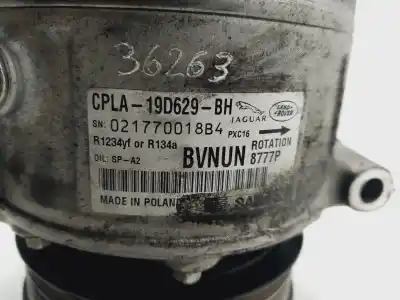 36263
CPLA-19D629-BH
JAGUAR
LAND ROVER
SN: 02177001884
PXC16
R1234yf or R134a
BVNUN
ROTATION
OIL: SP-A2
8777P
MADE IN POLAND